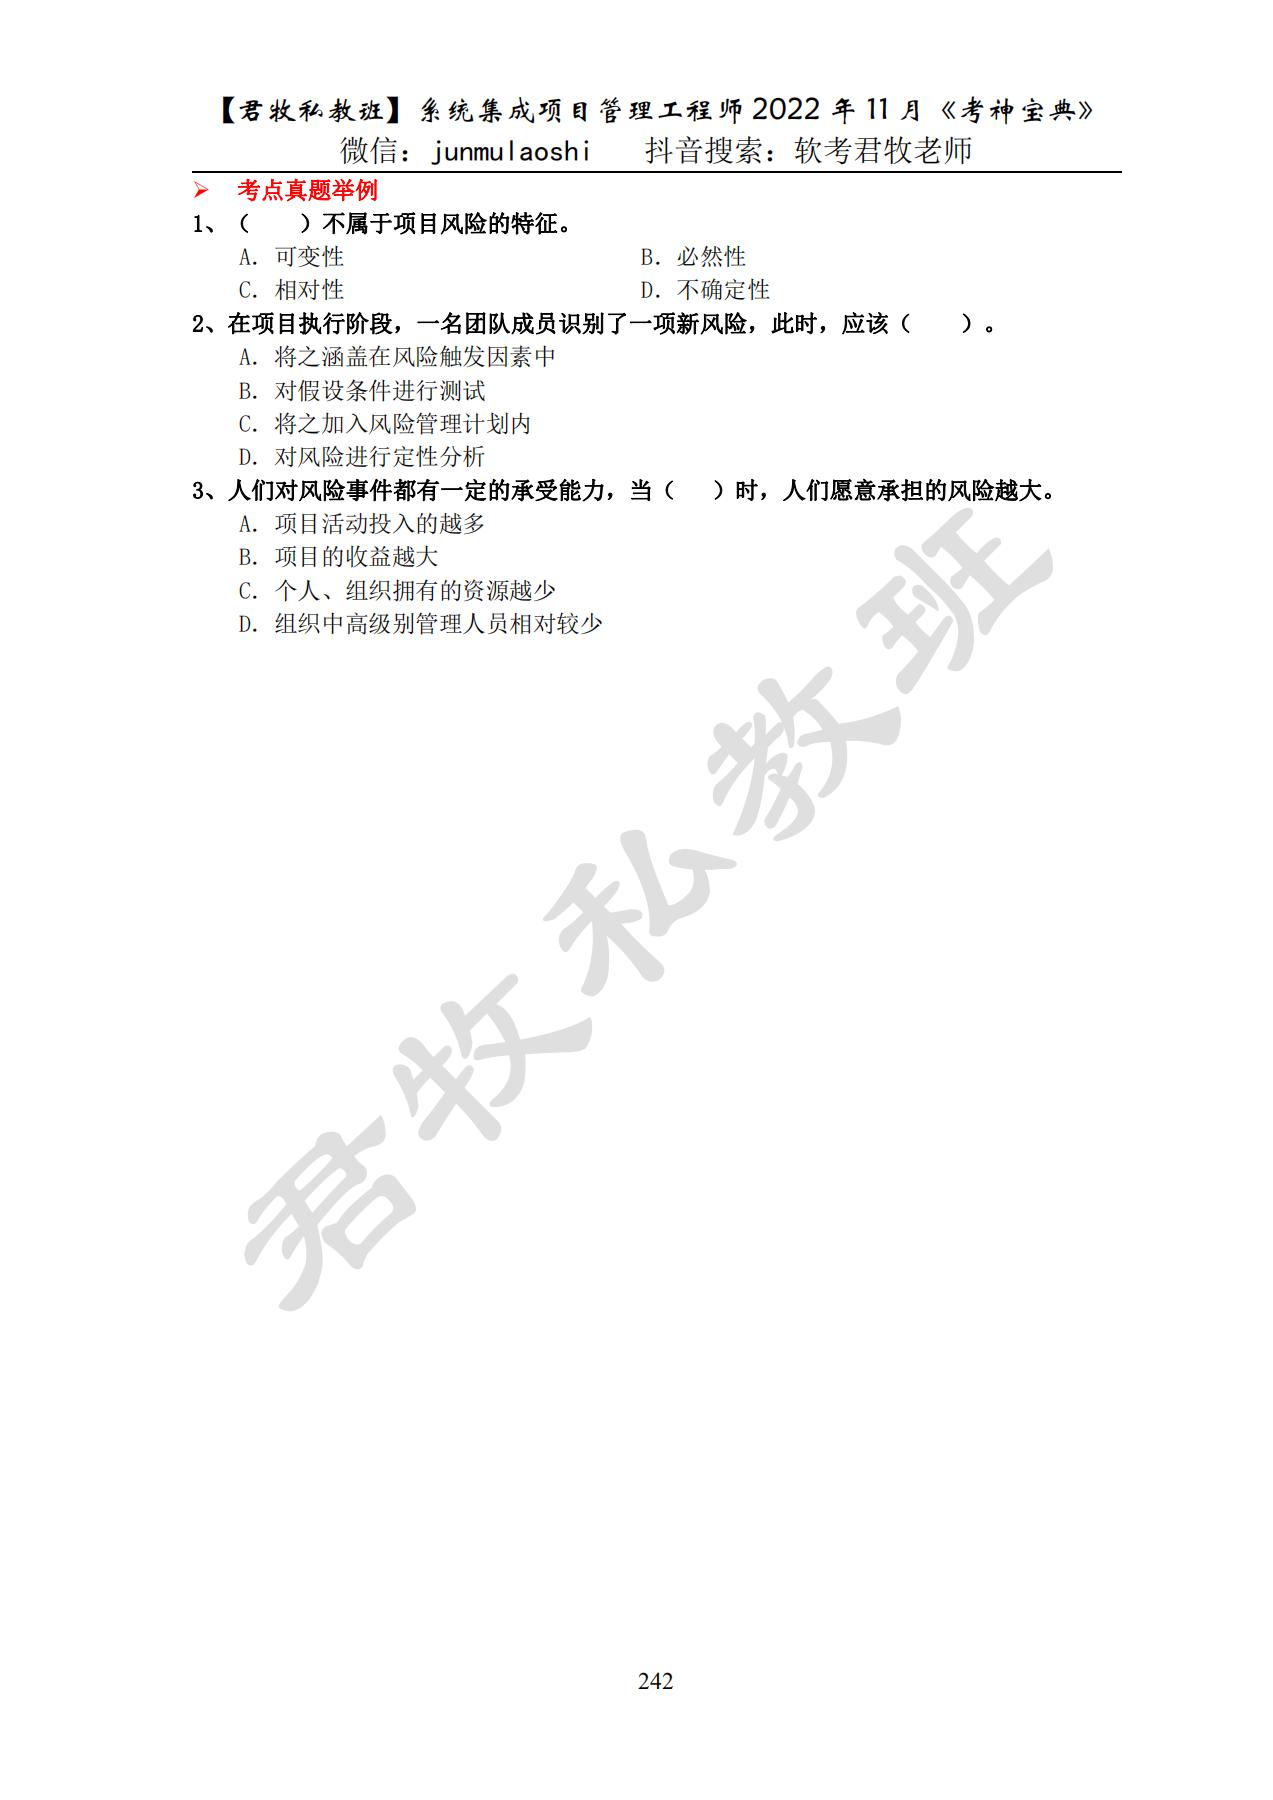 【君牧私教班】系统集成项目管理工程师2022年11月《考神宝典》
微信：junmulaoshi 抖音搜索：软考君牧老师
➢ 考点真题举例
1、（ ）不属于项目风险的特征。
A. 可变性 B. 必然性
C. 相对性 D. 不确定性
2、在项目执行阶段，一名团队成员识别了一项新风险，此时，应该（ ）。
A. 将之涵盖在风险触发因素中
B. 对假设条件进行测试
C. 将之加入风险管理计划内
D. 对风险进行定性分析
3、人们对风险事件都有一定的承受能力，当（ ）时，人们愿意承担的风险越大。
A. 项目活动投入的越多
B. 项目的收益越大
C. 个人、组织拥有的资源越少
D. 组织中高级别管理人员相对较少
君牧私教班
242